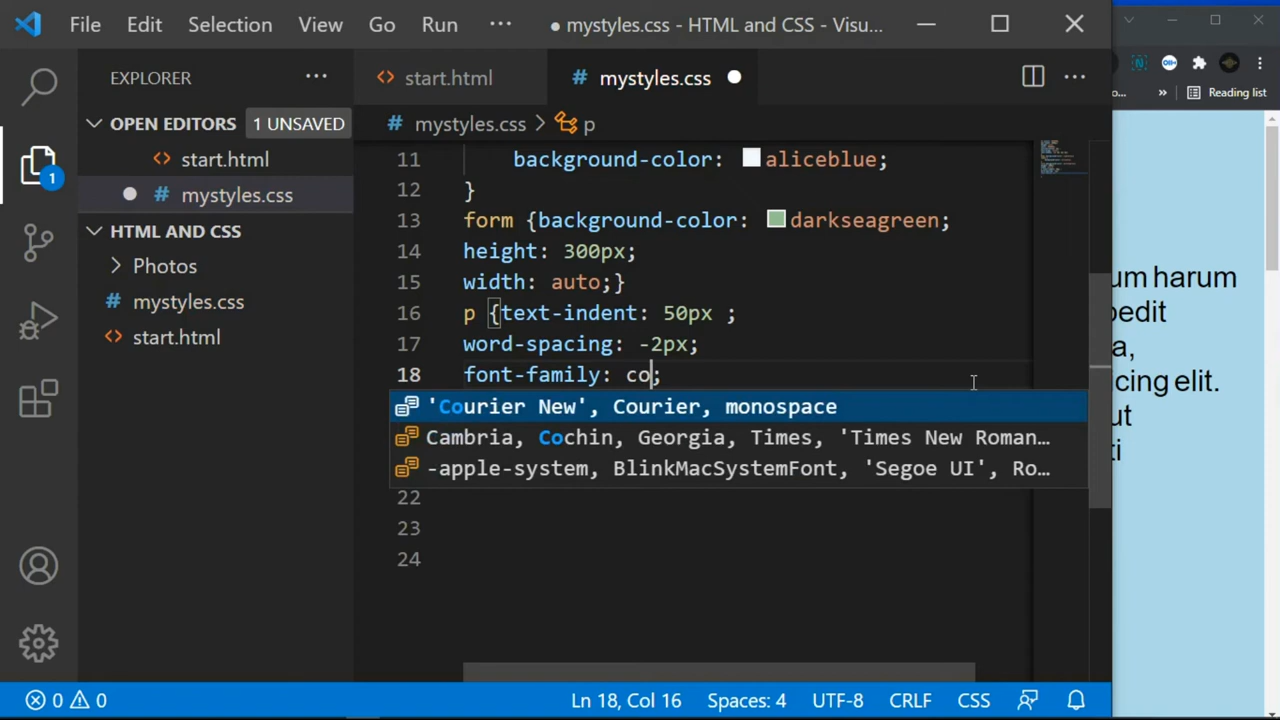 File Edit Selection View Go Run ··· ● mystyles.css - HTML and CSS - Visu...
EXPLORER ···
start.html
mystyles.css
OPEN EDITORS 1 UNSAVED
start.html
mystyles.css
HTML AND CSS
Photos
mystyles.css
start.html
1
mystyles.css > p
11 background-color: aliceblue;
12 }
13 form {background-color: darkseagreen;
14 height: 300px;
15 width: auto;}
16 p {text-indent: 50px ;
17 word-spacing: -2px;
18 font-family: co;
'Courier New', Courier, monospace
Cambria, Cochin, Georgia, Times, 'Times New Roman…
-apple-system, BlinkMacSystemFont, 'Segoe UI', Ro…
22
23
24
0 0
Ln 18, Col 16 Spaces: 4 UTF-8 CRLF CSS
o... » Reading list
um harum
pedit
a,
cing elit.
ut
ti